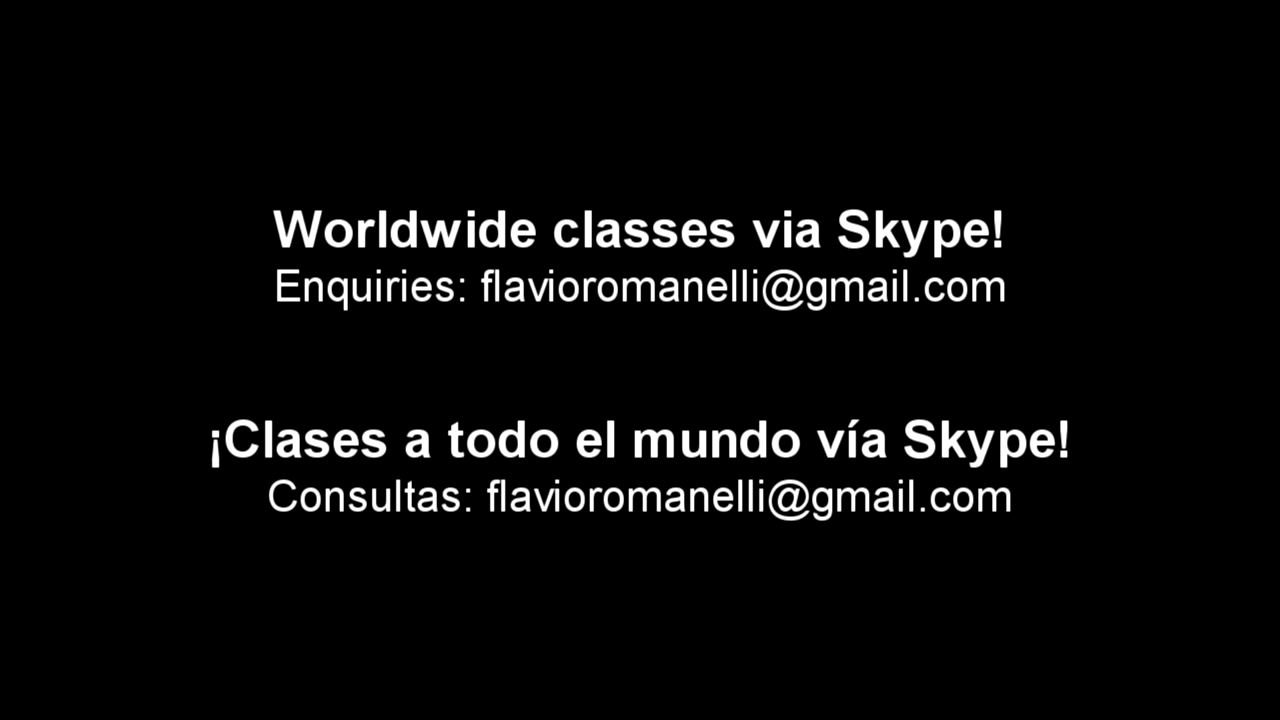 Worldwide classes via Skype!
Enquiries: flavioromanelli@gmail.com
¡Clases a todo el mundo vía Skype!
Consultas: flavioromanelli@gmail.com